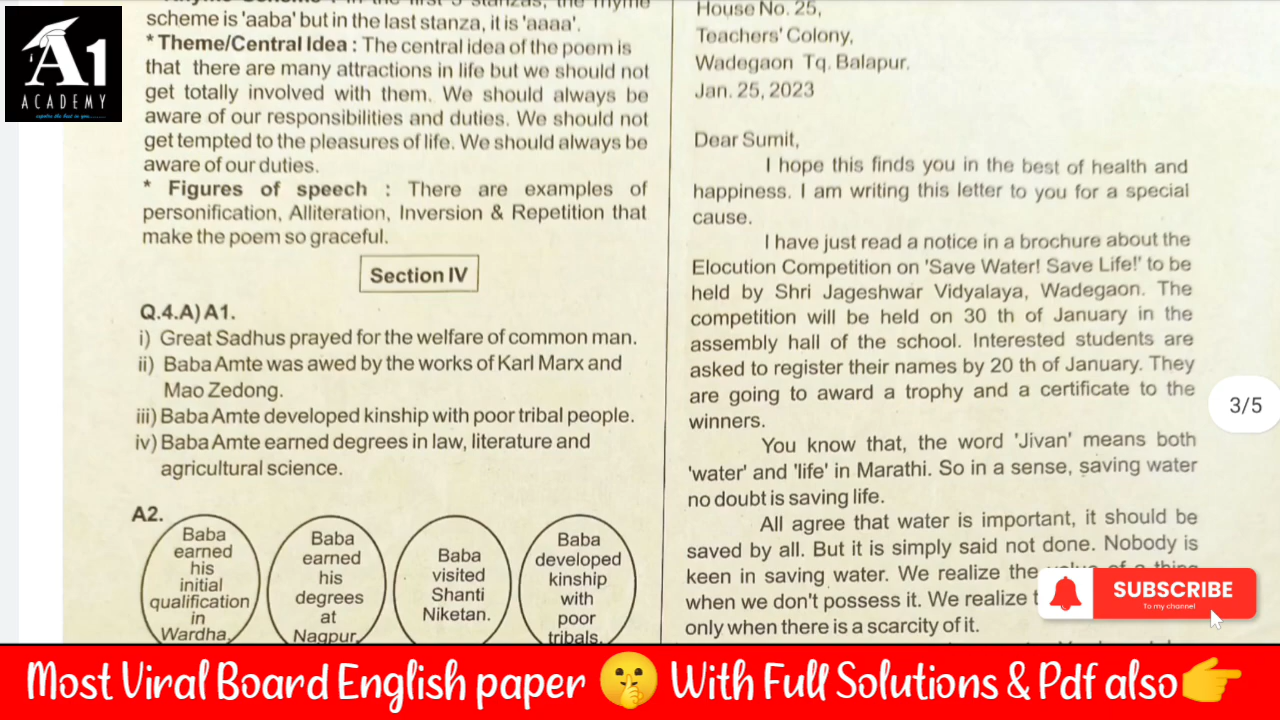 A1
ACADEMY
Rhyme Scheme : In the first 3 stanzas, the rhyme
scheme is 'aaba' but in the last stanza, it is 'aaaa'.
* Theme/Central Idea : The central idea of the poem is
that there are many attractions in life but we should not
get totally involved with them. We should always be
aware of our responsibilities and duties. We should not
get tempted to the pleasures of life. We should always be
aware of our duties.
* Figures of speech : There are examples of
personification, Alliteration, Inversion & Repetition that
make the poem so graceful.
Section IV
Q.4.A) A1.
i) Great Sadhus prayed for the welfare of common man.
ii) Baba Amte was awed by the works of Karl Marx and
Mao Zedong.
iii) Baba Amte developed kinship with poor tribal people.
iv) Baba Amte earned degrees in law, literature and
agricultural science.
A2.
Baba
earned
his
initial
qualification
in
Wardha.
Baba
earned
his
degrees
at
Nagpur.
Baba
visited
Shanti
Niketan.
Baba
developed
kinship
with
poor
tribals.
House No. 25,
Teachers' Colony,
Wadegaon Tq. Balapur.
Jan. 25, 2023
Dear Sumit,
I hope this finds you in the best of health and
happiness. I am writing this letter to you for a special
cause.
I have just read a notice in a brochure about the
Elocution Competition on 'Save Water! Save Life!' to be
held by Shri Jageshwar Vidyalaya, Wadegaon. The
competition will be held on 30 th of January in the
assembly hall of the school. Interested students are
asked to register their names by 20 th of January. They
are going to award a trophy and a certificate to the
winners.
You know that, the word 'Jivan' means both
'water' and 'life' in Marathi. So in a sense, saving water
no doubt is saving life.
All agree that water is important, it should be
saved by all. But it is simply said not done. Nobody is
keen in saving water. We realize the value of a thing
when we don't possess it. We realize
only when there is a scarcity of it.
3/5
SUBSCRIBE
To my channel
Most Viral Board English paper 🤫 With Full Solutions & Pdf also 👉